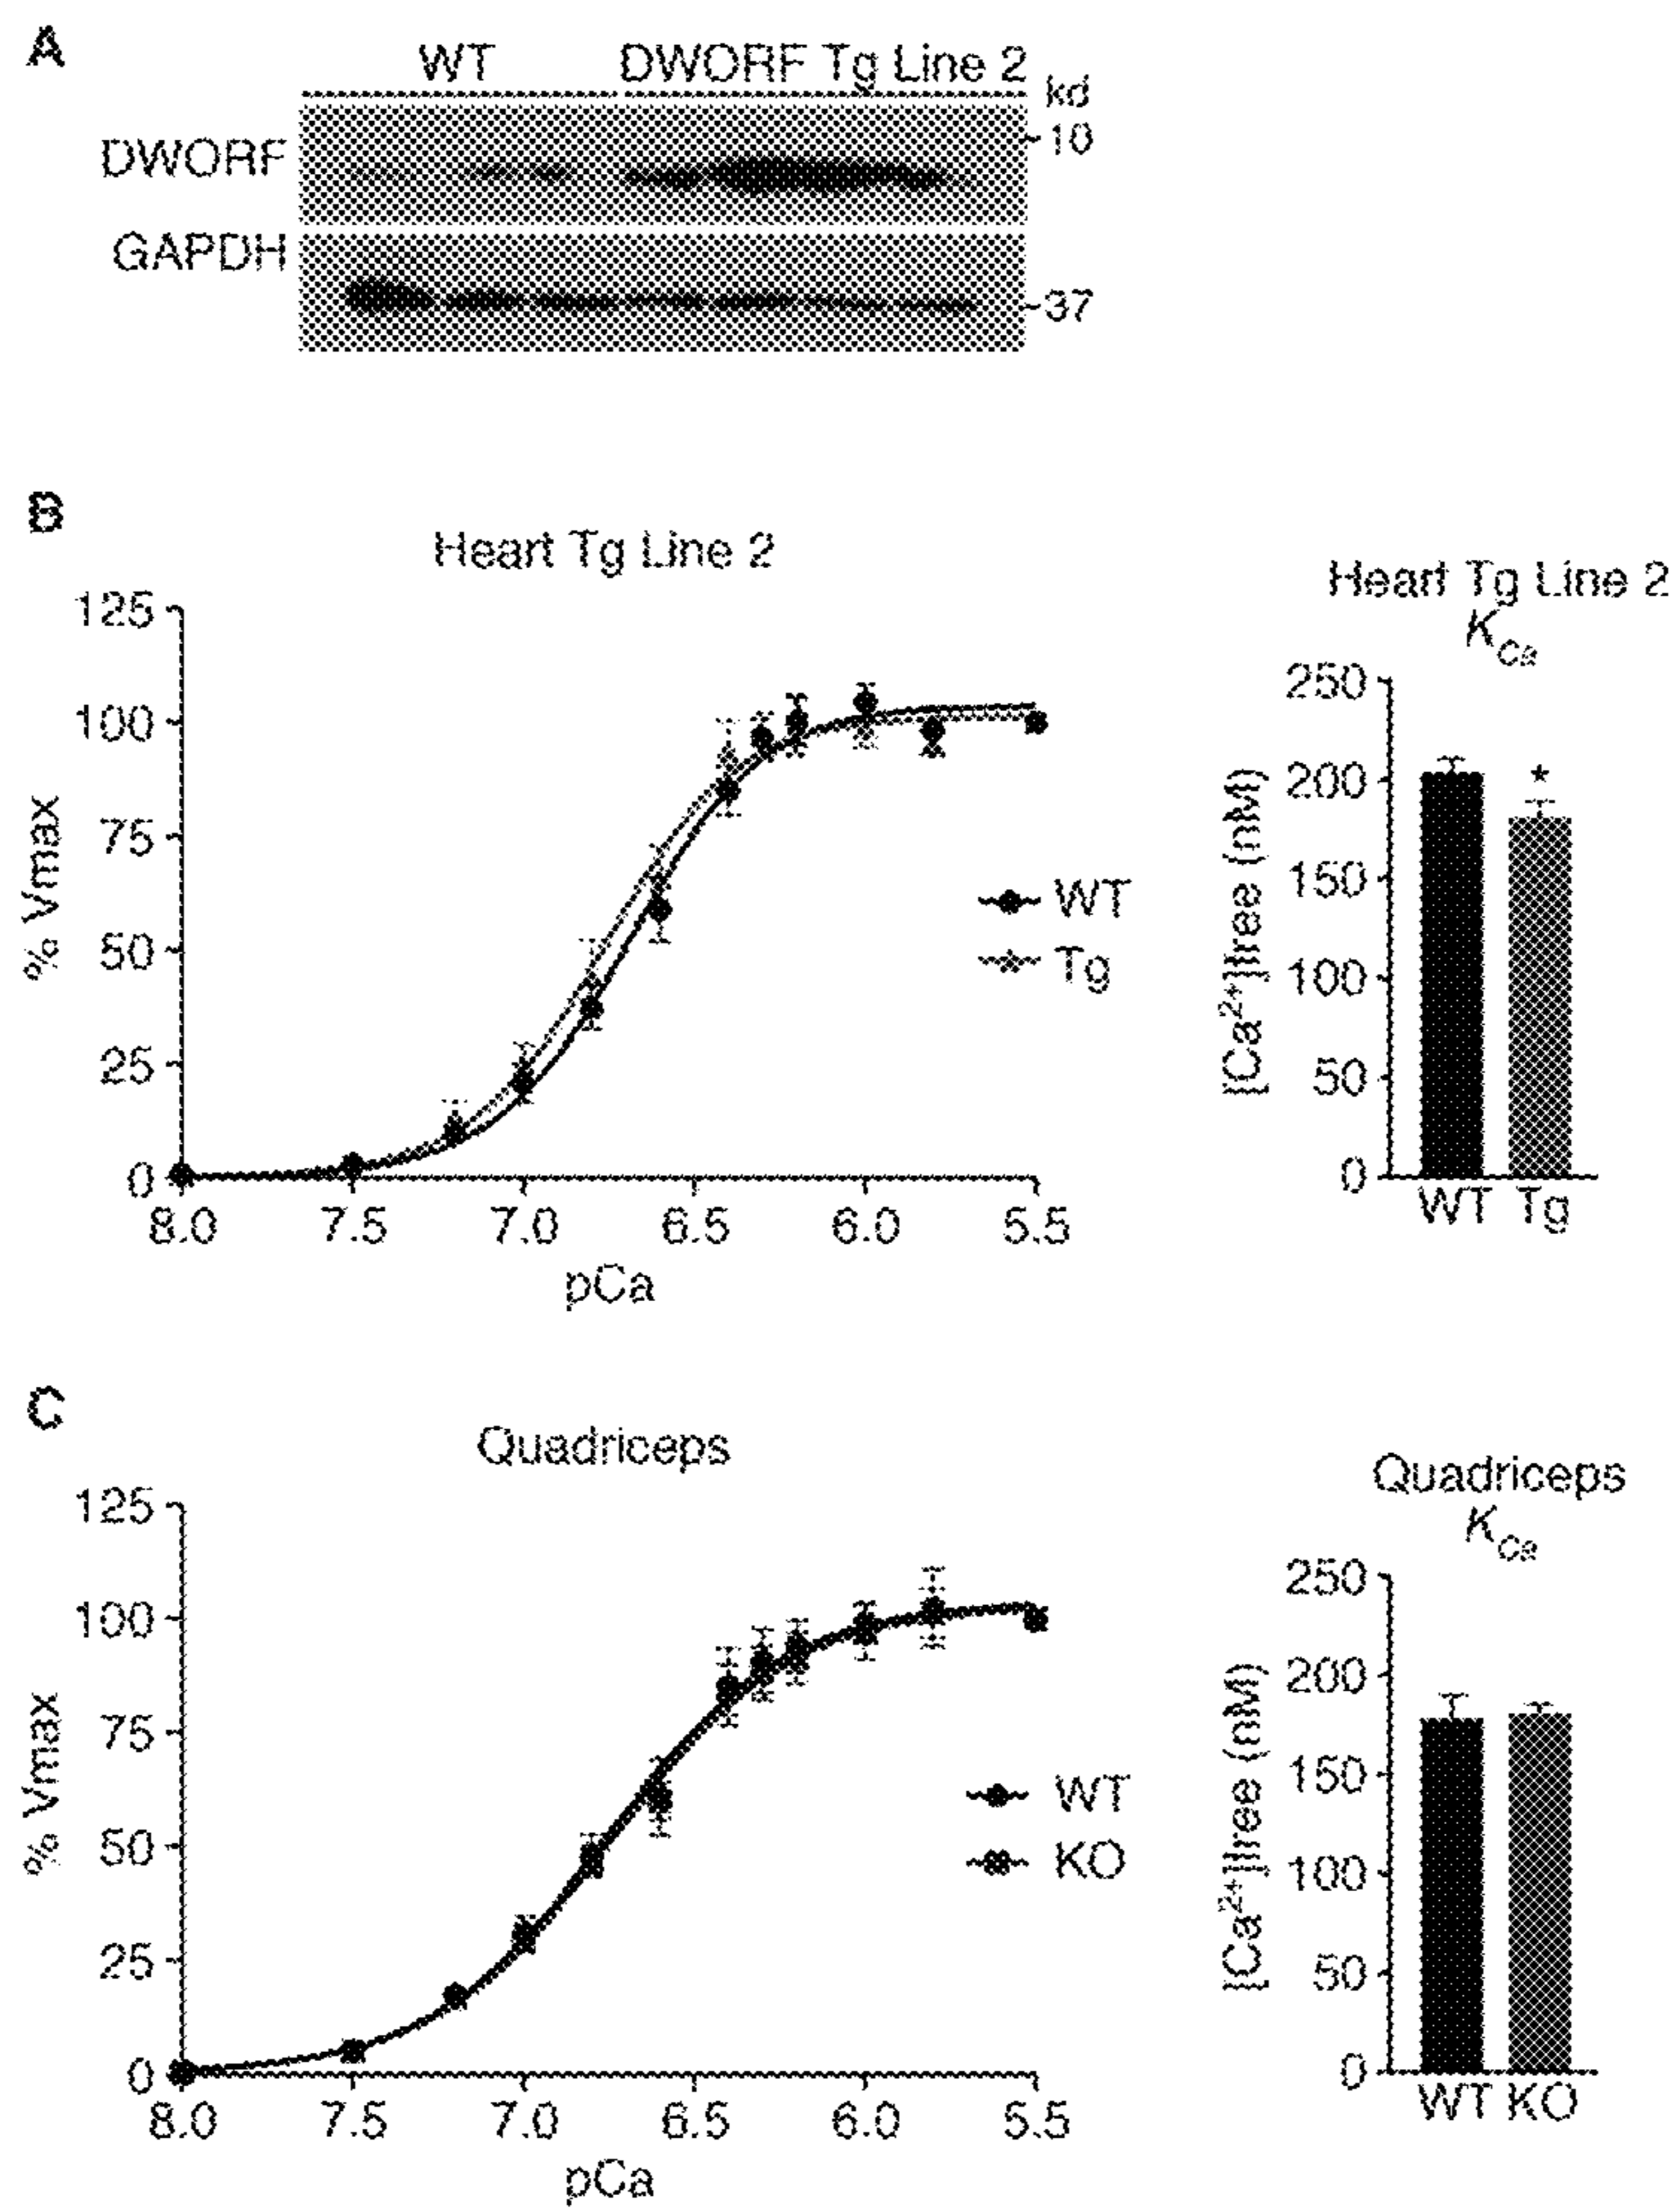 A
WT DWORF Tg Line 2
kd
DWORF
10
GAPDH
37
B
Heart Tg Line 2
125
100
75
50
25
0
% Vmax
8.0 7.5 7.0 6.5 6.0 5.5
pCa
WT
Tg
Heart Tg Line 2
KCa
250
200
150
100
50
0
[Ca2+]free (nM)
*
WT Tg
C
Quadriceps
125
100
75
50
25
0
% Vmax
8.0 7.5 7.0 6.5 6.0 5.5
pCa
WT
KO
Quadriceps
KCa
250
200
150
100
50
0
[Ca2+]free (nM)
WT KO